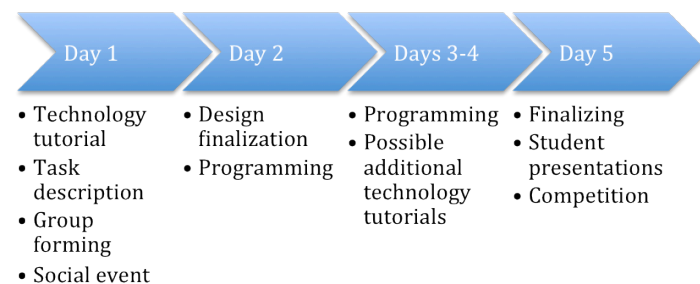 Day 1
• Technology
tutorial
• Task
description
• Group
forming
• Social event
Day 2
• Design
finalization
• Programming
Days 3-4
• Programming
• Possible
additional
technology
tutorials
Day 5
• Finalizing
• Student
presentations
• Competition